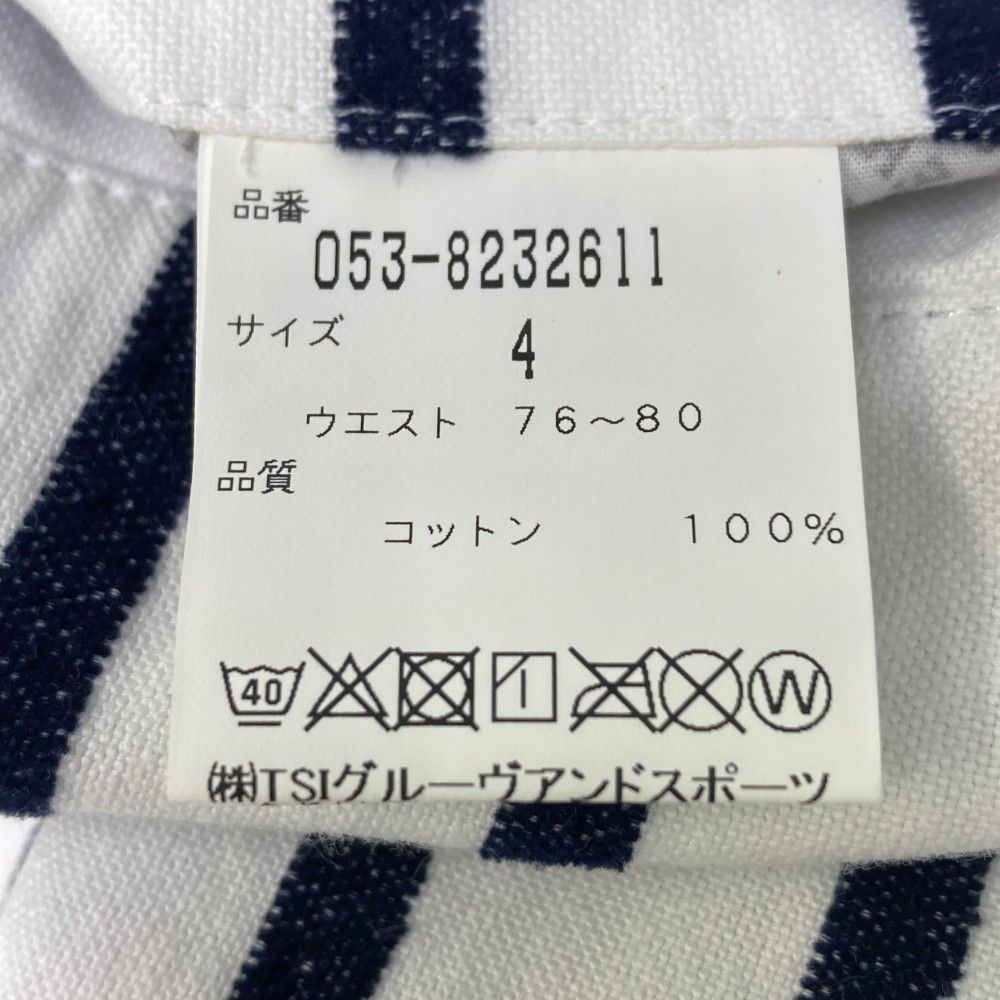 品番
053-8232611
サイズ 4
ウエスト 76～80
品質
コットン 100%
40 W
㈱TSIグルーヴアンドスポーツ